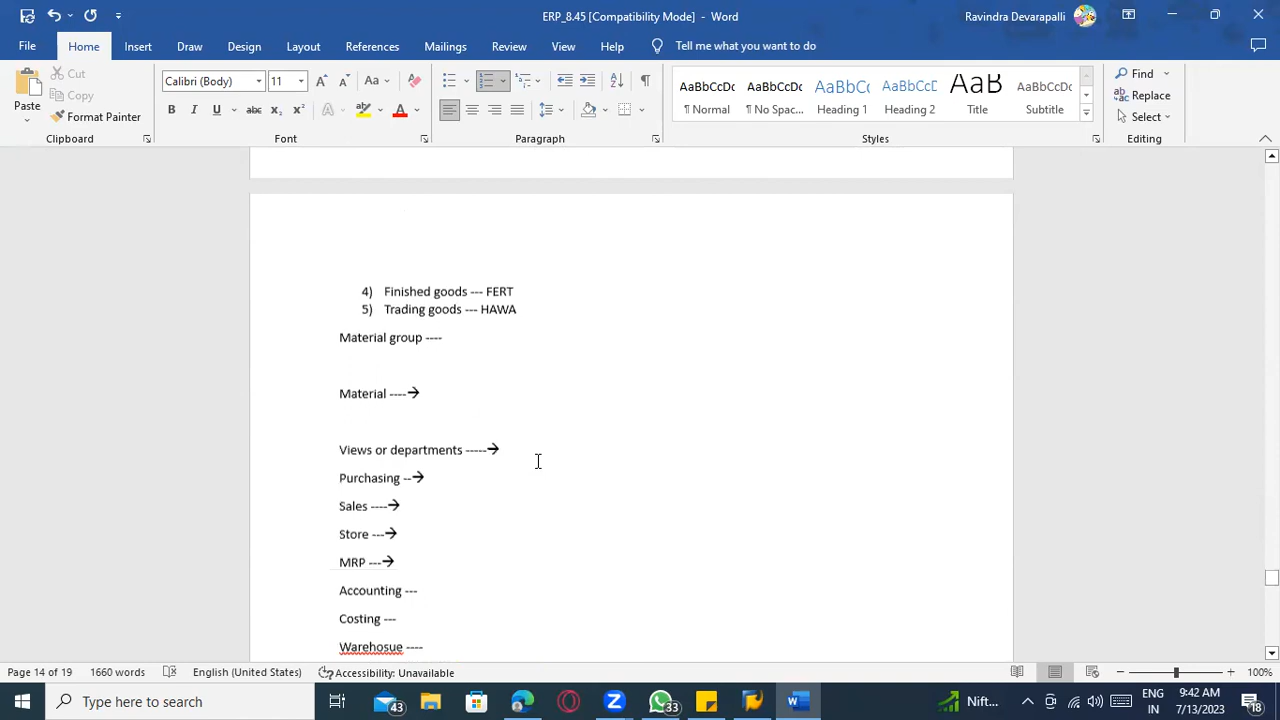 ERP_8.45 [Compatibility Mode] - Word
Ravindra Devarapalli
File Home Insert Draw Design Layout References Mailings Review View Help Tell me what you want to do
Paste
Cut
Copy
Format Painter
Clipboard
Calibri (Body) 11
Aa
B I U abc A A
Font
Paragraph
AaBbCcDc AaBbCcDc AaBbCc AaBbCcD AaB AaBbCcD
¶ Normal ¶ No Spac... Heading 1 Heading 2 Title Subtitle
Styles
Find
Replace
Select
Editing
4) Finished goods --- FERT
5) Trading goods --- HAWA
Material group ----
Material ----→
Views or departments -----→
Purchasing --→
Sales ----→
Store ---→
MRP ---→
Accounting ---
Costing ---
Warehosue ----
Page 14 of 19 1660 words English (United States) Accessibility: Unavailable 100%
Type here to search
43
33
Nift...
ENG
IN
9:42 AM
7/13/2023
18